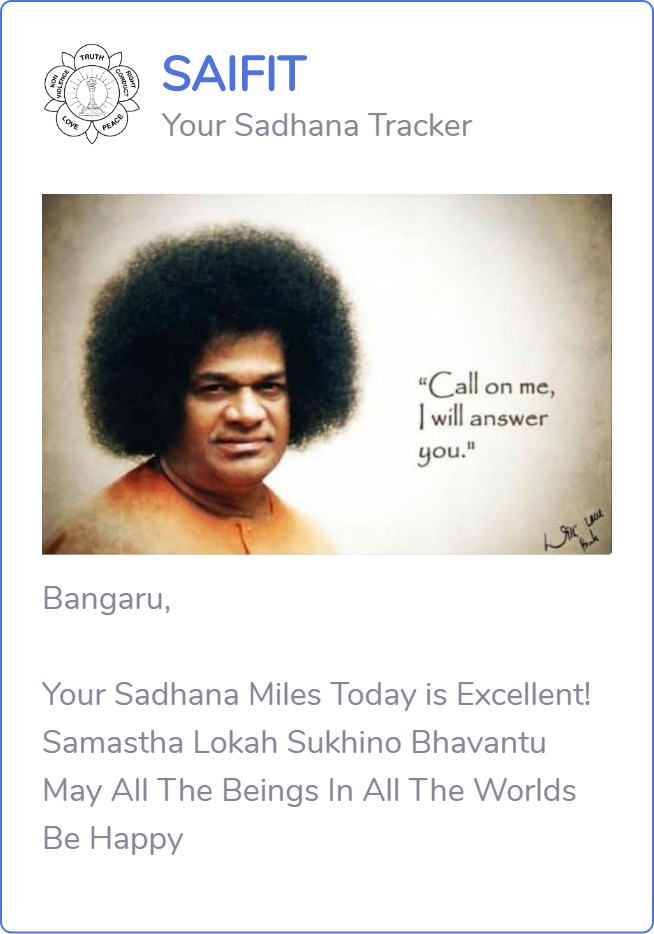 TRUTH
RIGHT
CONDUCT
PEACE
LOVE
NON
VIOLENCE
SAIFIT
Your Sadhana Tracker
“Call on me,
I will answer
you."
With Love
Baba
Bangaru,
Your Sadhana Miles Today is Excellent!
Samastha Lokah Sukhino Bhavantu
May All The Beings In All The Worlds
Be Happy